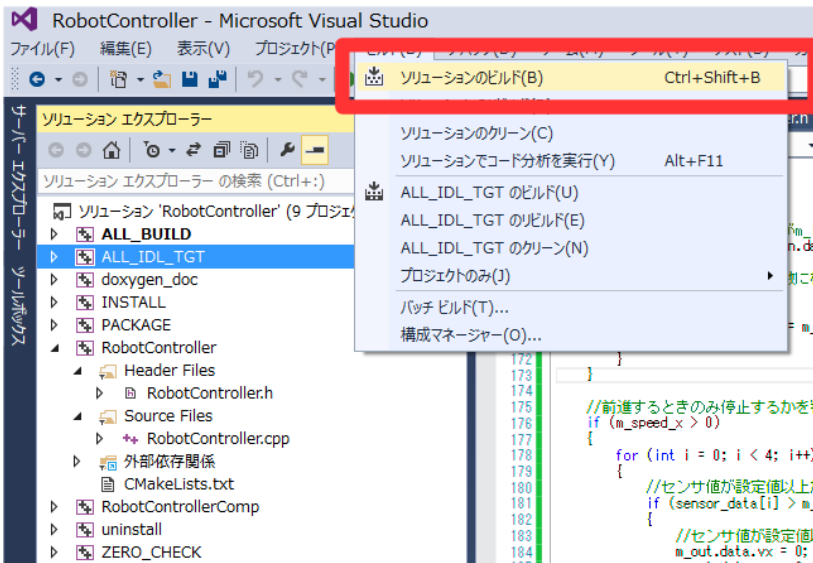 RobotController - Microsoft Visual Studio
ファイル(F) 編集(E) 表示(V) プロジェクト(P
ソリューションのビルド(B) Ctrl+Shift+B
ソリューションのクリーン(C)
ソリューションでコード分析を実行(Y) Alt+F11
ALL_IDL_TGT のビルド(U)
ALL_IDL_TGT のリビルド(E)
ALL_IDL_TGT のクリーン(N)
プロジェクトのみ(J)
バッチ ビルド(T)...
構成マネージャー(O)...
サーバー エクスプローラー
ツールボックス
ソリューション エクスプローラー
ソリューション エクスプローラー の検索 (Ctrl+:)
ソリューション 'RobotController' (9 プロジェ
ALL_BUILD
ALL_IDL_TGT
doxygen_doc
INSTALL
PACKAGE
RobotController
Header Files
RobotController.h
Source Files
RobotController.cpp
外部依存関係
CMakeLists.txt
RobotControllerComp
uninstall
ZERO_CHECK
172 }
173 }
174
175 //前進するときのみ停止するかを
176 if (m_speed_x > 0)
177 {
178 for (int i = 0; i < 4; i++)
179 {
180 //センサ値が設定値以上
181 if (sensor_data[i] > m_
182 {
183 //センサ値が設定値
184 m_out.data.vx = 0;